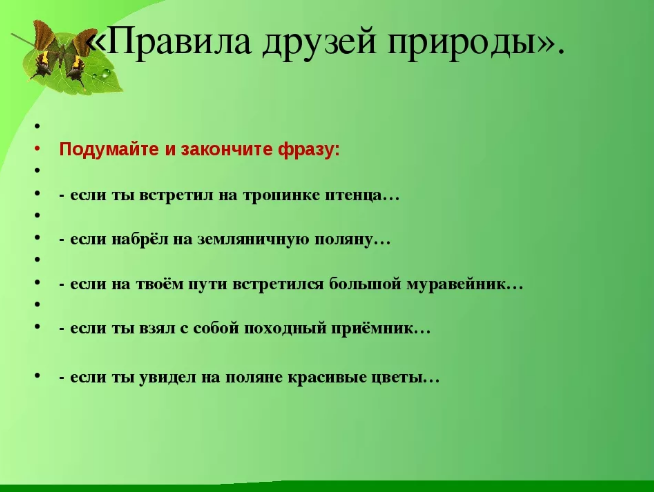 «Правила друзей природы».
Подумайте и закончите фразу:
- если ты встретил на тропинке птенца…
- если набрёл на земляничную поляну…
- если на твоём пути встретился большой муравейник…
- если ты взял с собой походный приёмник…
- если ты увидел на поляне красивые цветы…